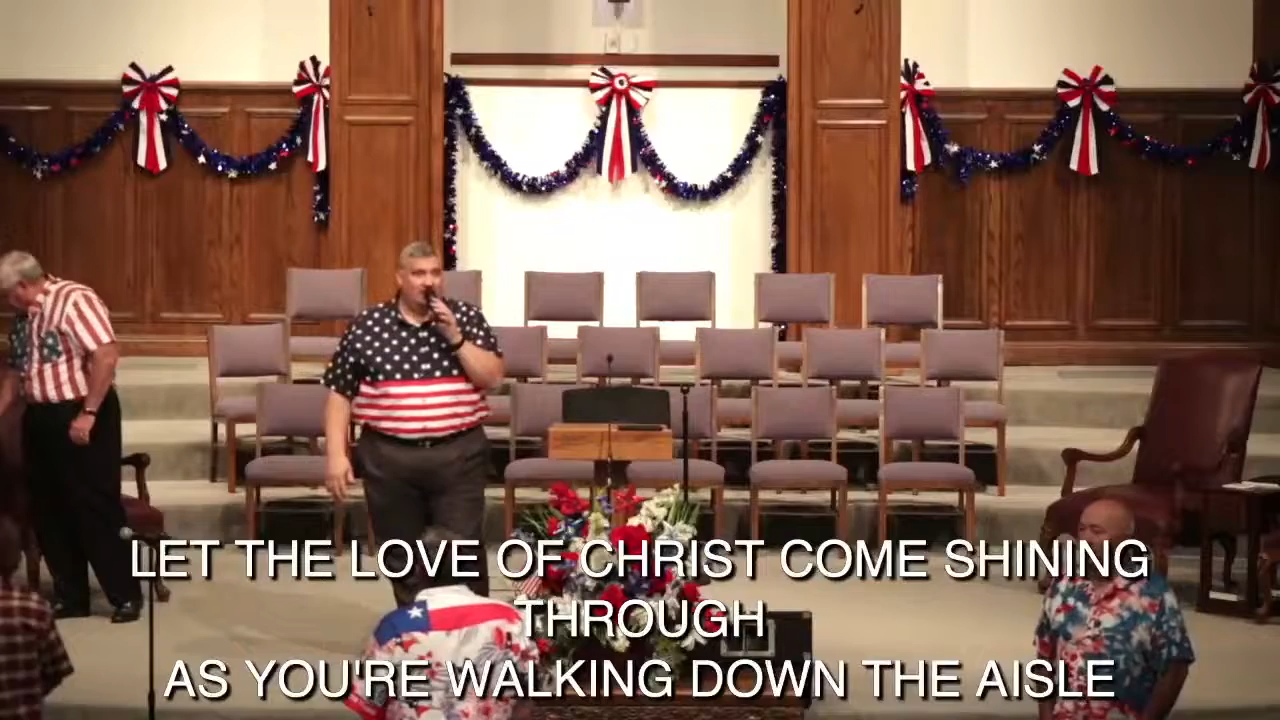 LET THE LOVE OF CHRIST COME SHINING
THROUGH
AS YOU'RE WALKING DOWN THE AISLE